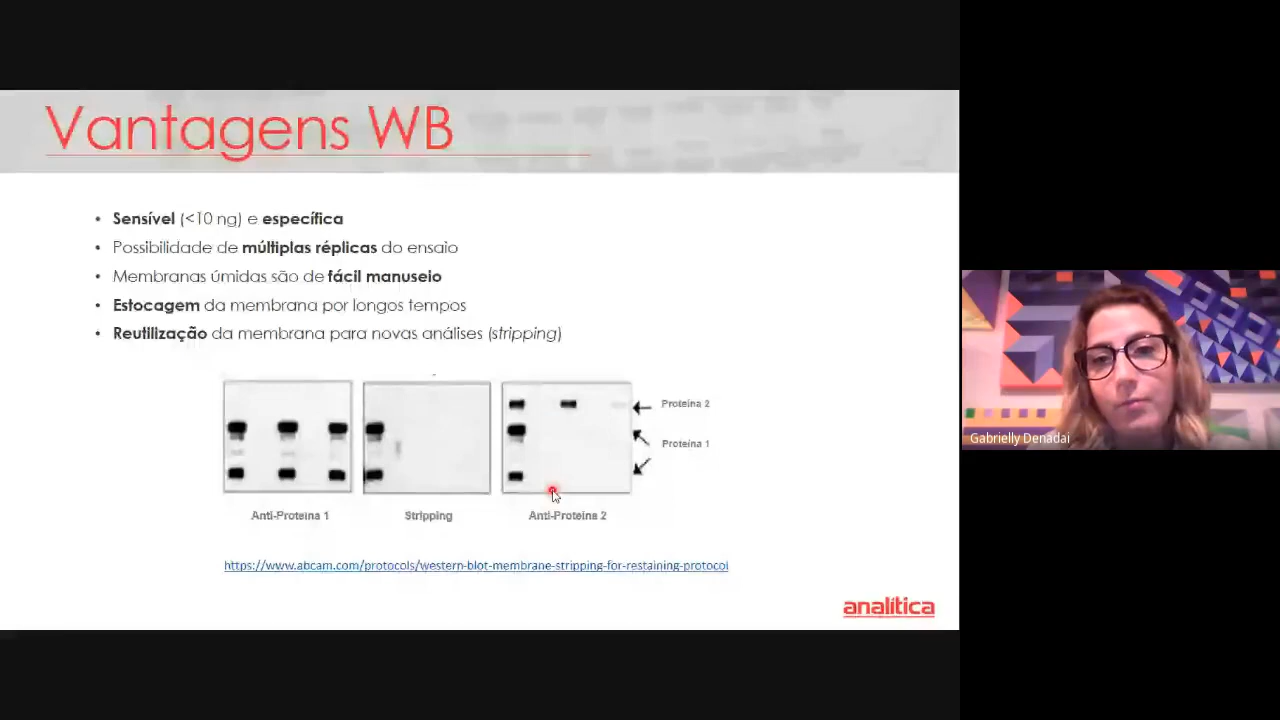 Vantagens WB
• Sensível (<10 ng) e específica
• Possibilidade de múltiplas réplicas do ensaio
• Membranas úmidas são de fácil manuseio
• Estocagem da membrana por longos tempos
• Reutilização da membrana para novas análises (stripping)
Proteína 2
Proteína 1
Anti-Proteína 1
Stripping
Anti-Proteína 2
https://www.abcam.com/protocols/western-blot-membrane-stripping-for-restaining-protocol
analítica
Gabrielly Denadai